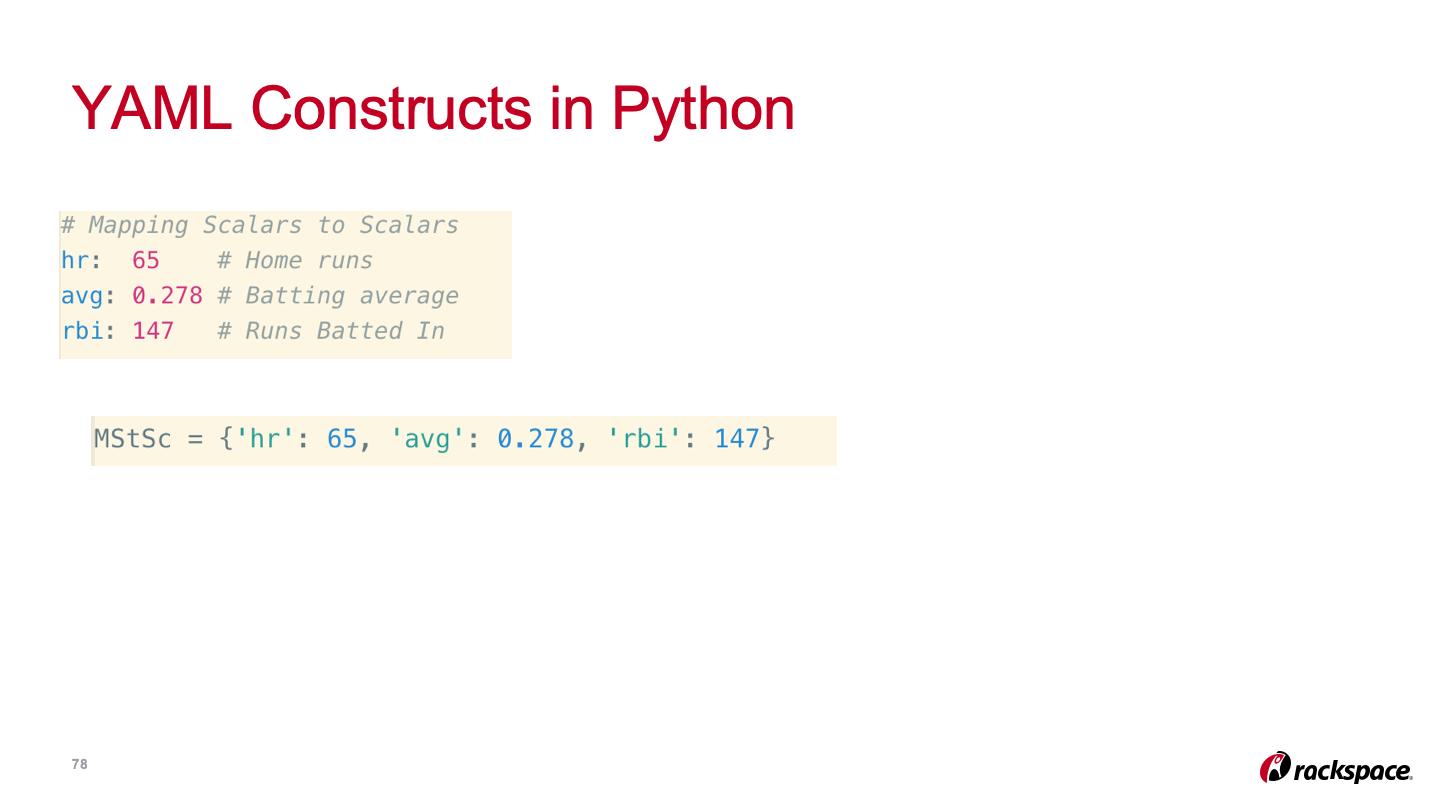 YAML Constructs in Python
# Mapping Scalars to Scalars
hr:  65    # Home runs
avg: 0.278 # Batting average
rbi: 147   # Runs Batted In
MStSc = {'hr': 65, 'avg': 0.278, 'rbi': 147}
78
rackspace.